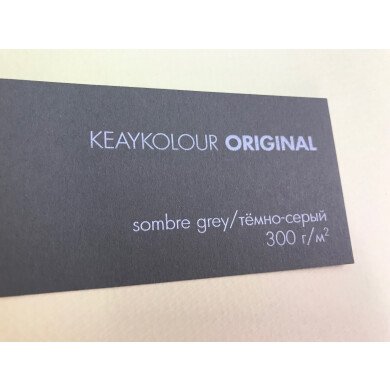 KEAYKOLOUR ORIGINAL
sombre grey/тёмно-серый
300 г/м²